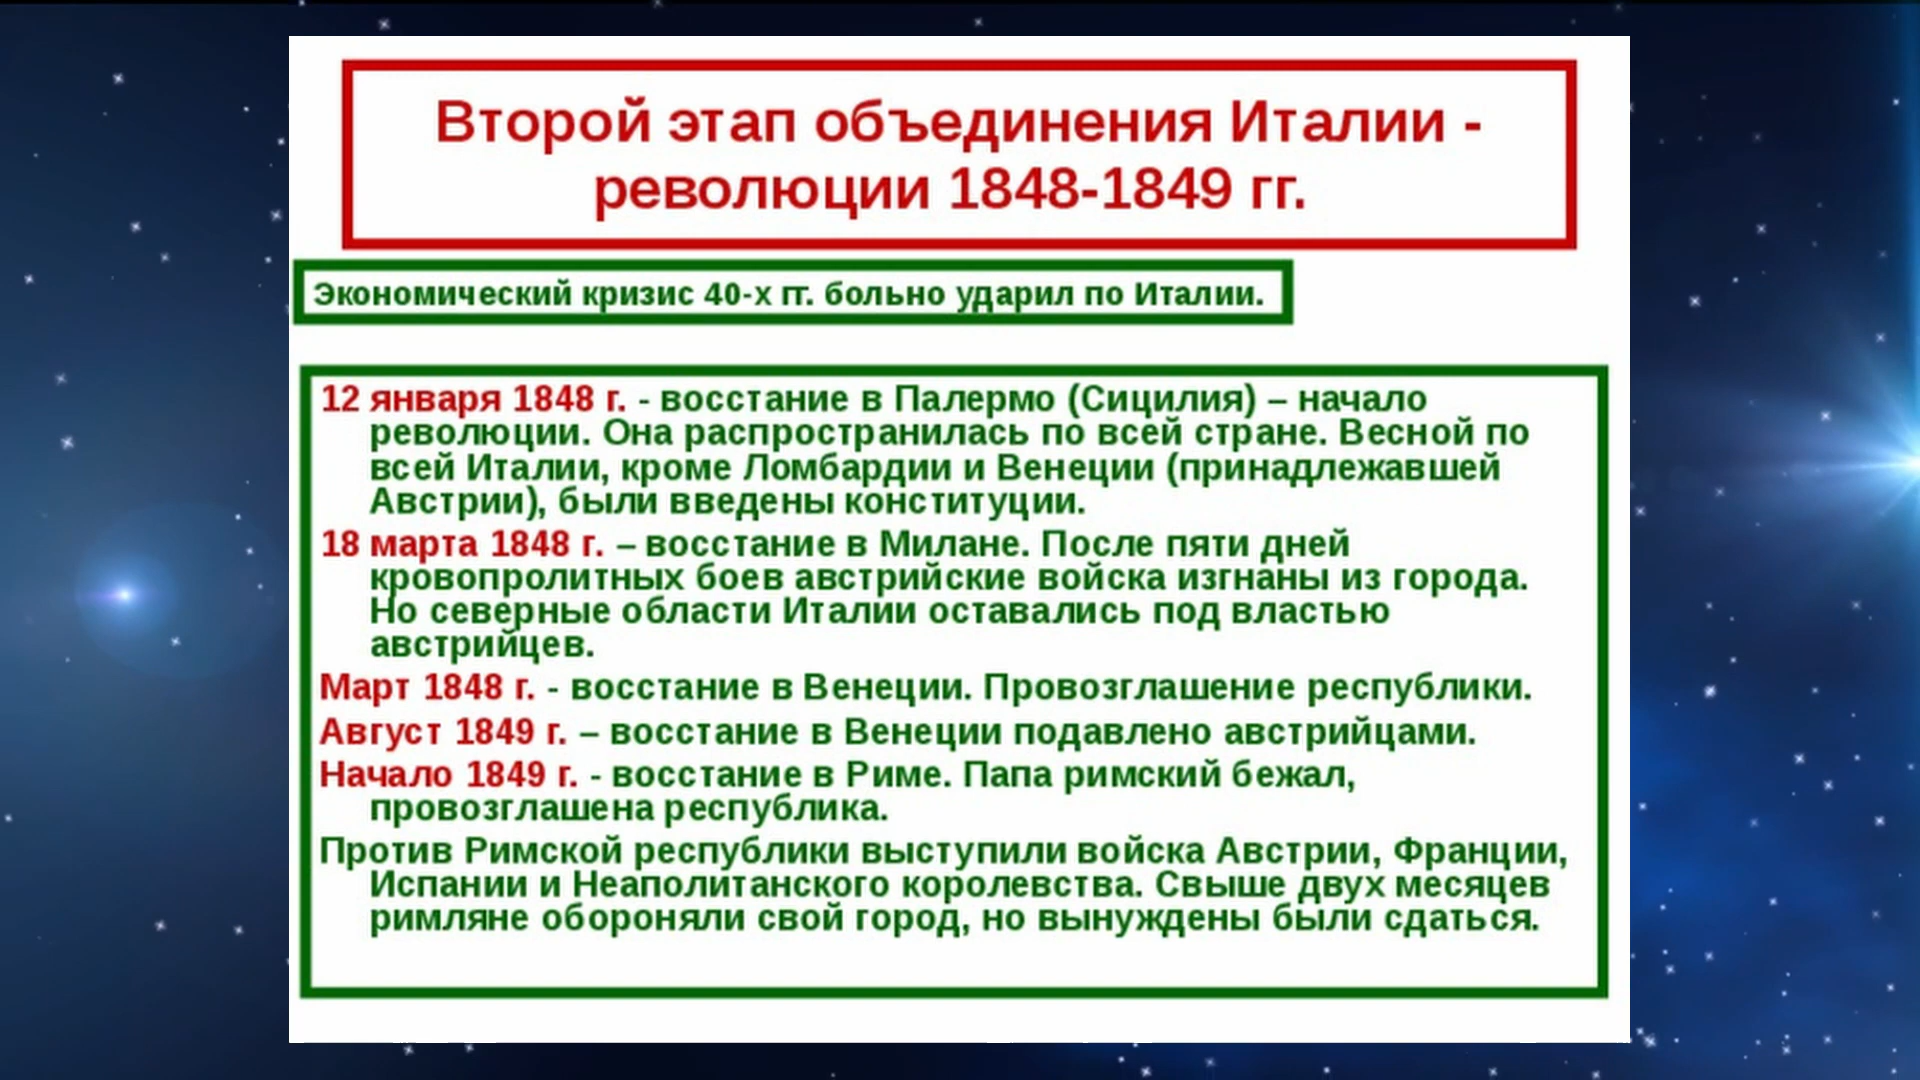 Второй этап объединения Италии -
революции 1848-1849 гг.
Экономический кризис 40-х гг. больно ударил по Италии.
12 января 1848 г. - восстание в Палермо (Сицилия) – начало
революции. Она распространилась по всей стране. Весной по
всей Италии, кроме Ломбардии и Венеции (принадлежавшей
Австрии), были введены конституции.
18 марта 1848 г. – восстание в Милане. После пяти дней
кровопролитных боев австрийские войска изгнаны из города.
Но северные области Италии оставались под властью
австрийцев.
Март 1848 г. - восстание в Венеции. Провозглашение республики.
Август 1849 г. – восстание в Венеции подавлено австрийцами.
Начало 1849 г. - восстание в Риме. Папа римский бежал,
провозглашена республика.
Против Римской республики выступили войска Австрии, Франции,
Испании и Неаполитанского королевства. Свыше двух месяцев
римляне обороняли свой город, но вынуждены были сдаться.